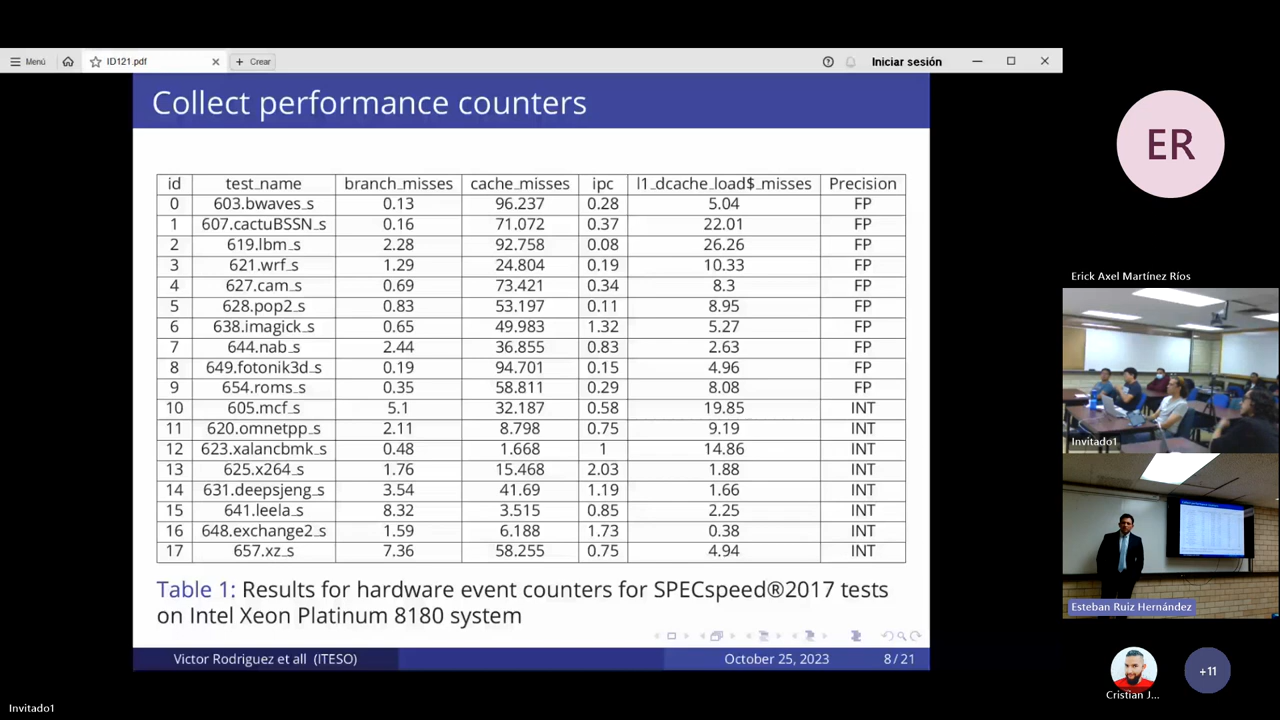 Menú
ID121.pdf
Crear
Iniciar sesión
Collect performance counters
id test_name branch_misses cache_misses ipc l1_dcache_load$_misses Precision
0 603.bwaves_s 0.13 96.237 0.28 5.04 FP
1 607.cactuBSSN_s 0.16 71.072 0.37 22.01 FP
2 619.lbm_s 2.28 92.758 0.08 26.26 FP
3 621.wrf_s 1.29 24.804 0.19 10.33 FP
4 627.cam_s 0.69 73.421 0.34 8.3 FP
5 628.pop2_s 0.83 53.197 0.11 8.95 FP
6 638.imagick_s 0.65 49.983 1.32 5.27 FP
7 644.nab_s 2.44 36.855 0.83 2.63 FP
8 649.fotonik3d_s 0.19 94.701 0.15 4.96 FP
9 654.roms_s 0.35 58.811 0.29 8.08 FP
10 605.mcf_s 5.1 32.187 0.58 19.85 INT
11 620.omnetpp_s 2.11 8.798 0.75 9.19 INT
12 623.xalancbmk_s 0.48 1.668 1 14.86 INT
13 625.x264_s 1.76 15.468 2.03 1.88 INT
14 631.deepsjeng_s 3.54 41.69 1.19 1.66 INT
15 641.leela_s 8.32 3.515 0.85 2.25 INT
16 648.exchange2_s 1.59 6.188 1.73 0.38 INT
17 657.xz_s 7.36 58.255 0.75 4.94 INT
Table 1: Results for hardware event counters for SPECspeed®2017 tests
on Intel Xeon Platinum 8180 system
Victor Rodriguez et all (ITESO) October 25, 2023 8 / 21
ER
Erick Axel Martínez Ríos
Invitado1
Esteban Ruiz Hernández
Cristian J...
+11
Invitado1